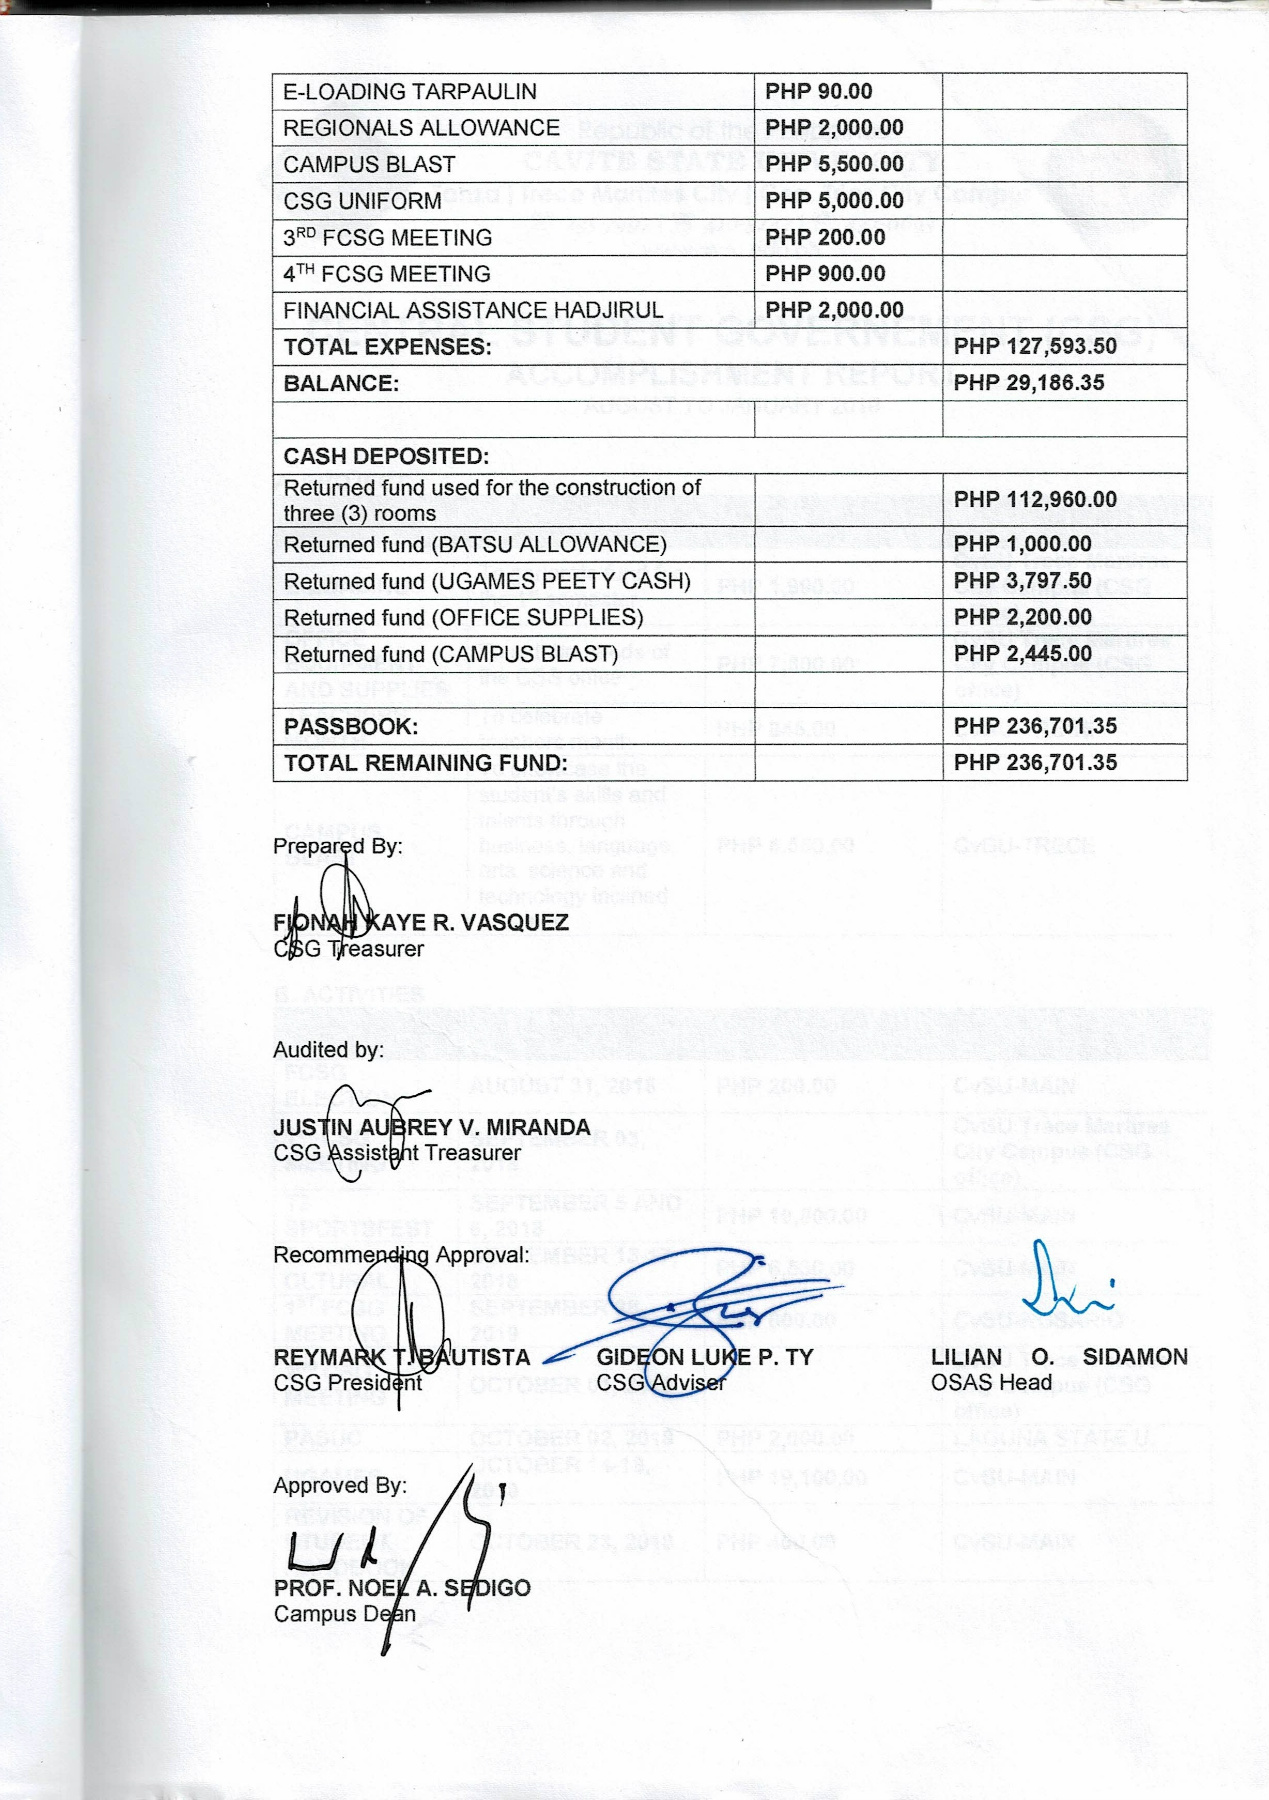 E-LOADING TARPAULIN PHP 90.00
REGIONALS ALLOWANCE PHP 2,000.00
CAMPUS BLAST PHP 5,500.00
CSG UNIFORM PHP 5,000.00
3RD FCSG MEETING PHP 200.00
4TH FCSG MEETING PHP 900.00
FINANCIAL ASSISTANCE HADJIRUL PHP 2,000.00
TOTAL EXPENSES: PHP 127,593.50
BALANCE: PHP 29,186.35
CASH DEPOSITED:
Returned fund used for the construction of
three (3) rooms PHP 112,960.00
Returned fund (BATSU ALLOWANCE) PHP 1,000.00
Returned fund (UGAMES PEETY CASH) PHP 3,797.50
Returned fund (OFFICE SUPPLIES) PHP 2,200.00
Returned fund (CAMPUS BLAST) PHP 2,445.00
PASSBOOK: PHP 236,701.35
TOTAL REMAINING FUND: PHP 236,701.35
Prepared By:
FIONAH KAYE R. VASQUEZ
CSG Treasurer
Audited by:
JUSTIN AUBREY V. MIRANDA
CSG Assistant Treasurer
Recommending Approval:
REYMARK T. BAUTISTA GIDEON LUKE P. TY LILIAN O. SIDAMON
CSG President CSG Adviser OSAS Head
Approved By:
PROF. NOEL A. SEDIGO
Campus Dean